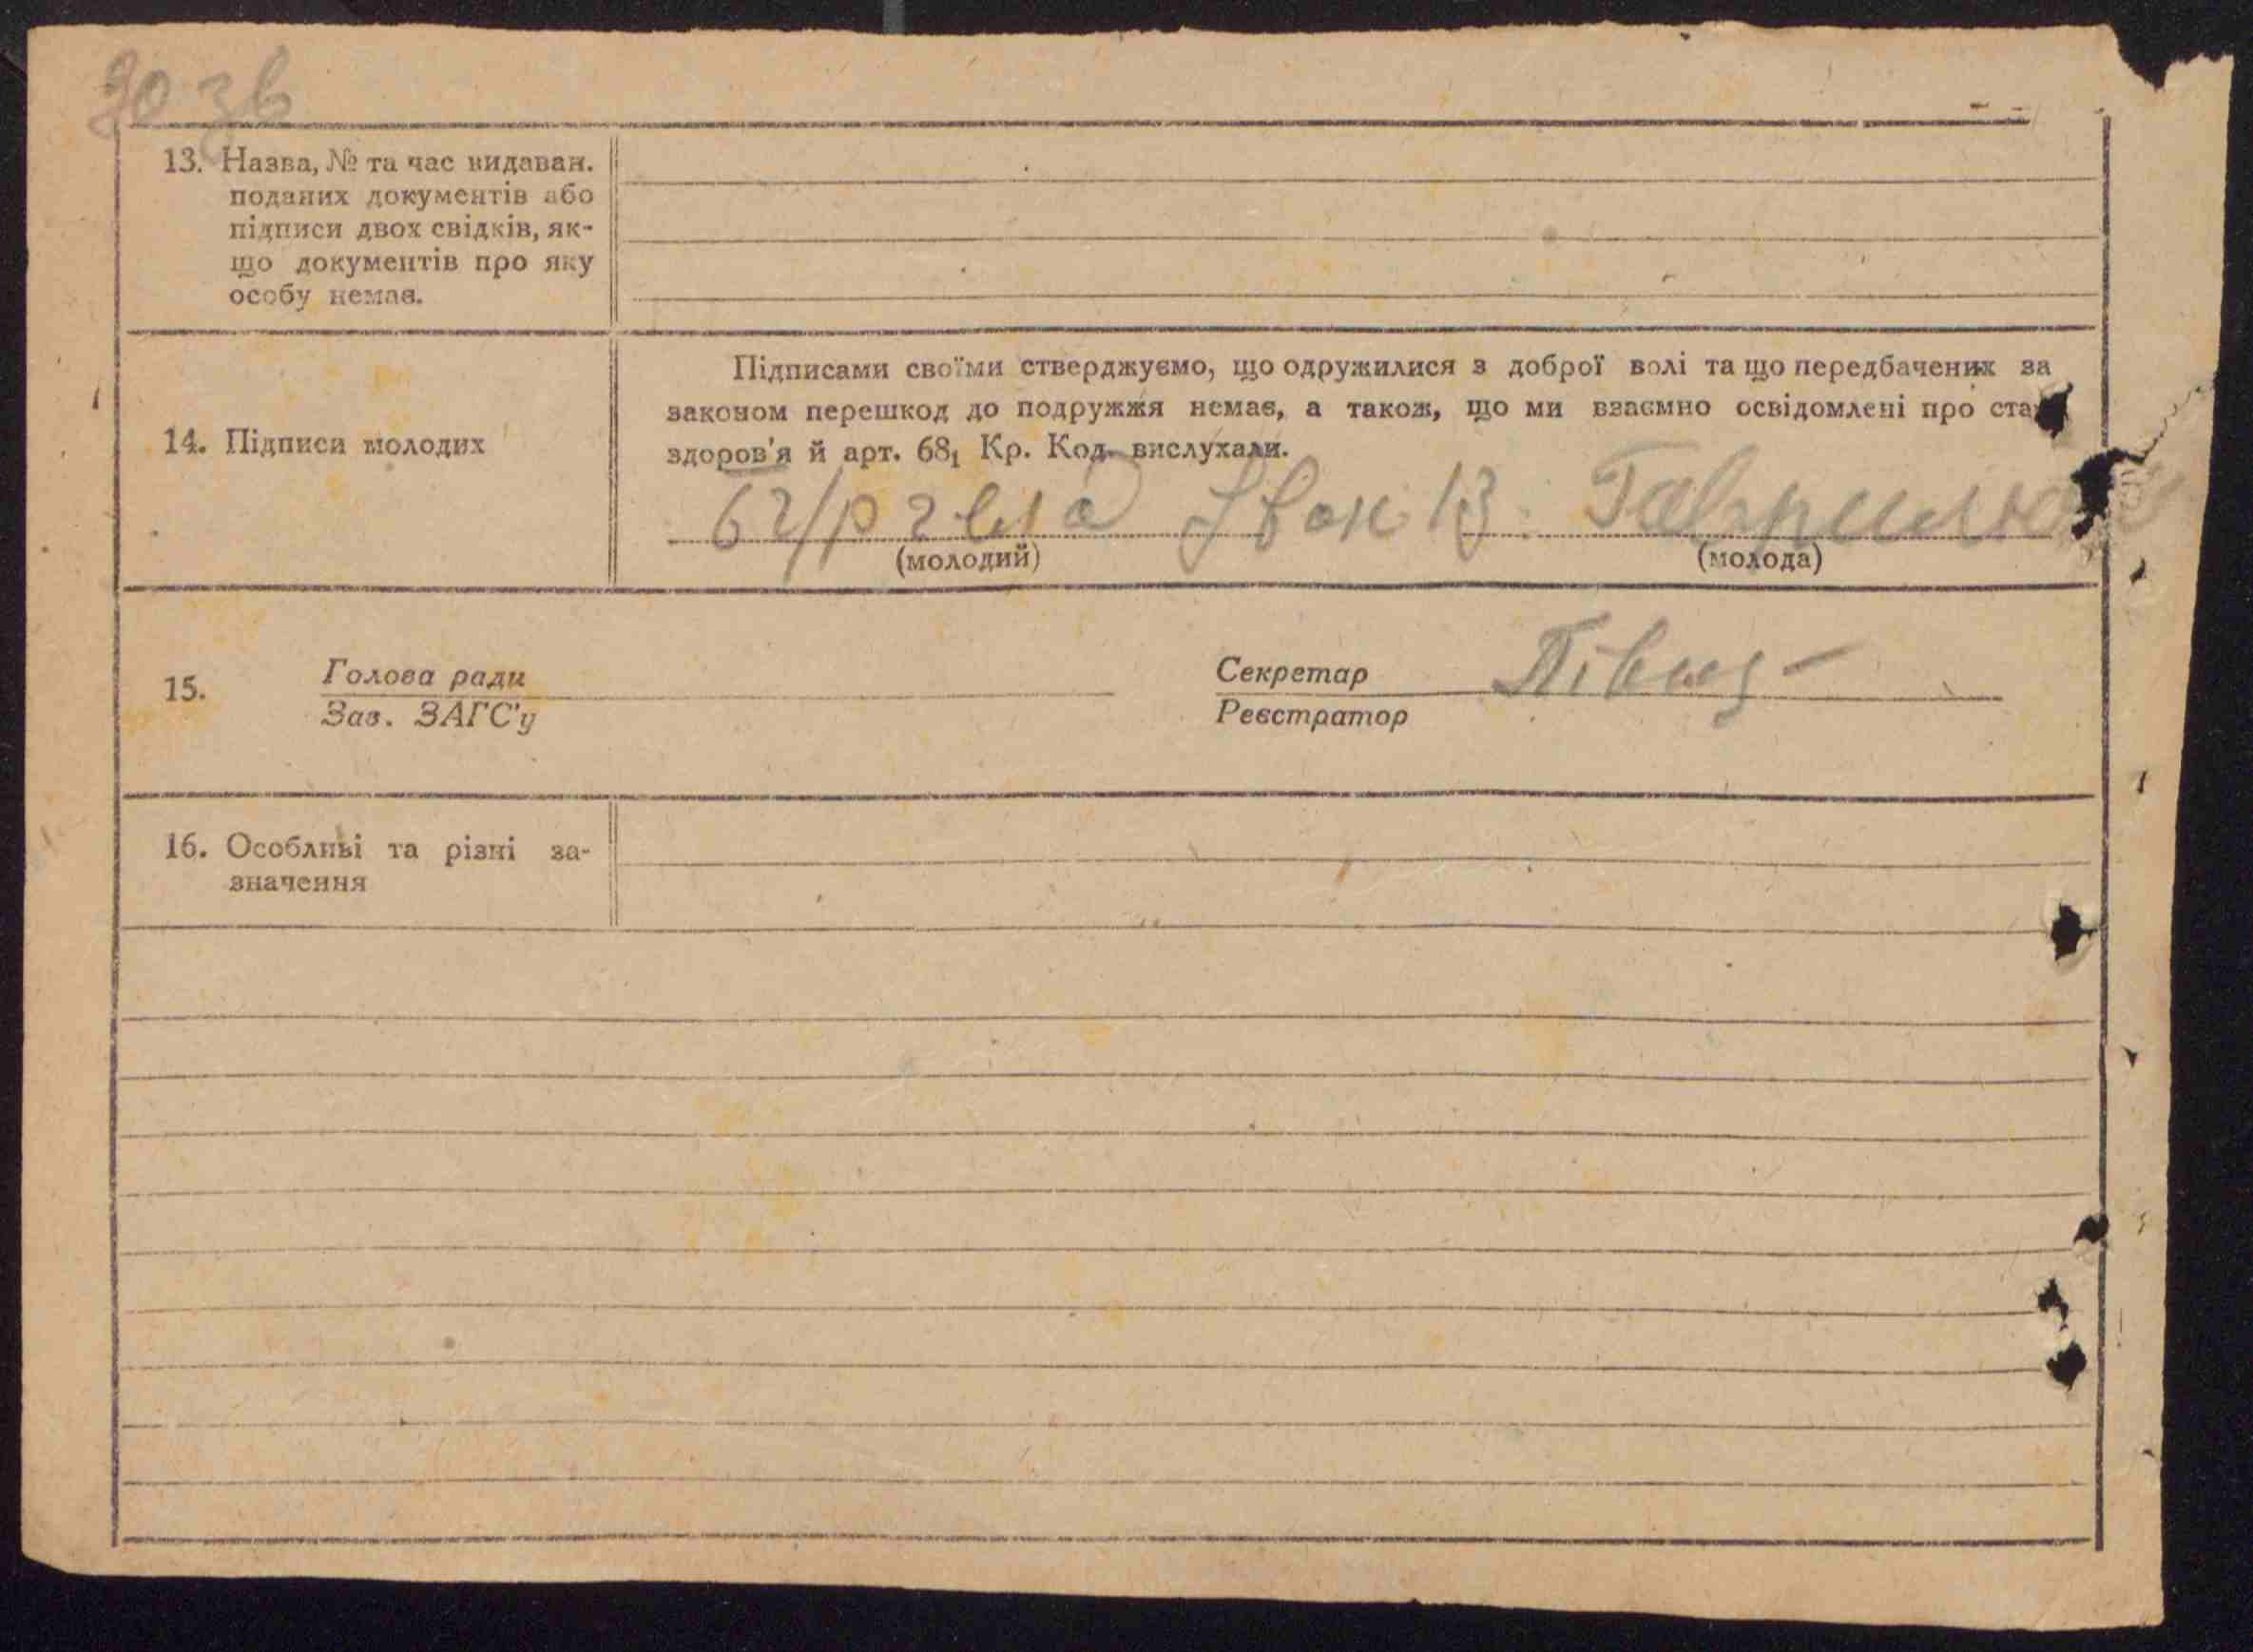 13. Назва, № та час видаван.
поданих документів або
підписи двох свідків, як-
що документів про яку
особу немає.
Підписами своїми стверджуємо, що одружилися з доброї волі та що передбачених за
законом перешкод до подружжя немає, а також, що ми взаємно освідомлені про ста
14. Підписи молодих
здоров'я й арт. 68₁ Кр. Код. вислухали.
Гаврилюк
(молодий) (молода)
15. Голова ради
Зав. ЗАГС'у
Секретар
Реєстратор
16. Особливі та різні за-
значення